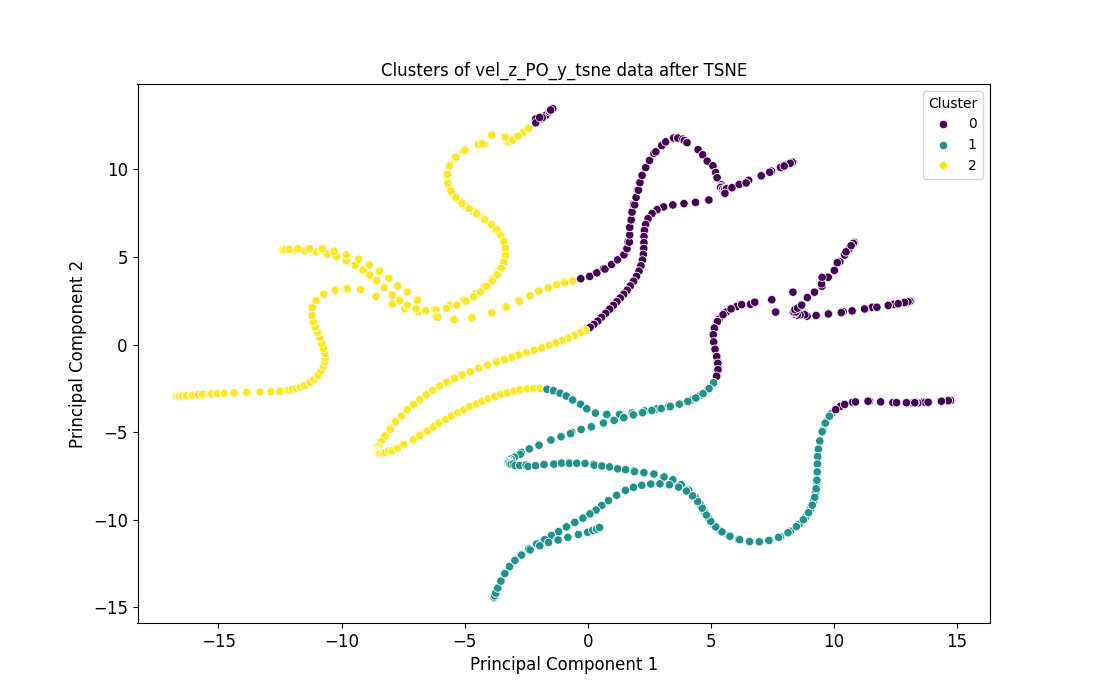 Clusters of vel_z_PO_y_tsne data after TSNE
Cluster
0
1
2
10
5
0
−5
−10
−15
Principal Component 2
−15 −10 −5 0 5 10 15
Principal Component 1